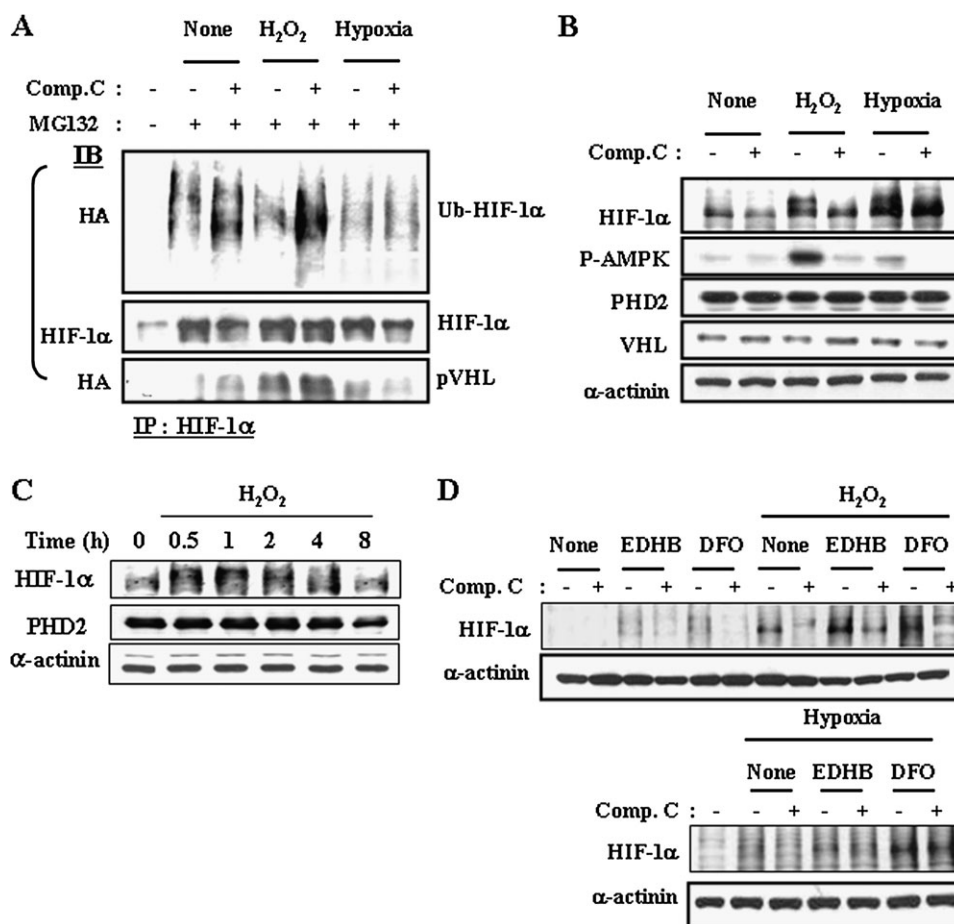 A
None H₂O₂ Hypoxia
Comp.C : - - + - + - +
MG132 : - + + + + + +
IB
HA
Ub-HIF-1α
HIF-1α
HIF-1α
HA
pVHL
IP : HIF-1α
B
None H₂O₂ Hypoxia
Comp.C : - + - + - +
HIF-1α
P-AMPK
PHD2
VHL
α-actinin
C
H₂O₂
Time (h) 0 0.5 1 2 4 8
HIF-1α
PHD2
α-actinin
D
H₂O₂
None EDHB DFO None EDHB DFO
Comp. C : - + - + - + - + - + - +
HIF-1α
α-actinin
Hypoxia
None EDHB DFO
Comp. C : - - + - + - +
HIF-1α
α-actinin